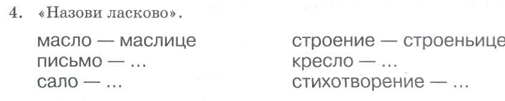 4. «Назови ласково».
масло — маслице строение — строеньице
письмо — ... кресло — ...
сало — ... стихотворение — ...